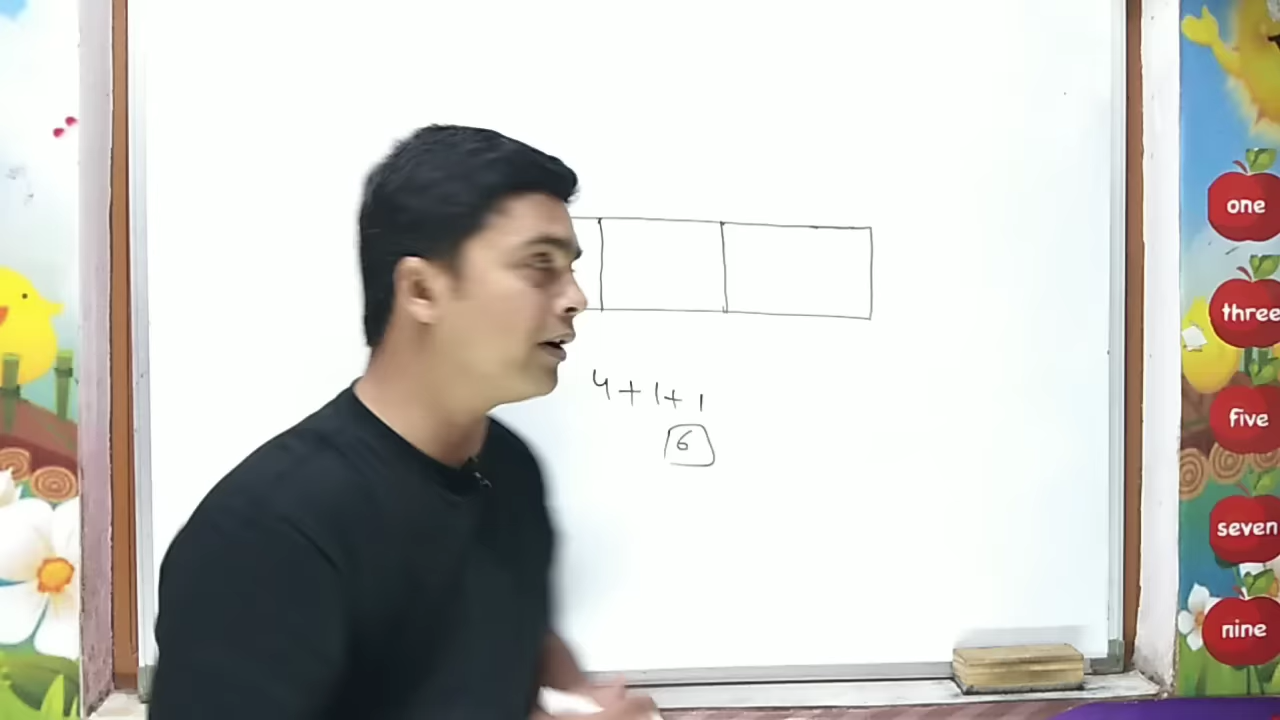 4 + 1 + 1
6
one
three
five
seven
nine